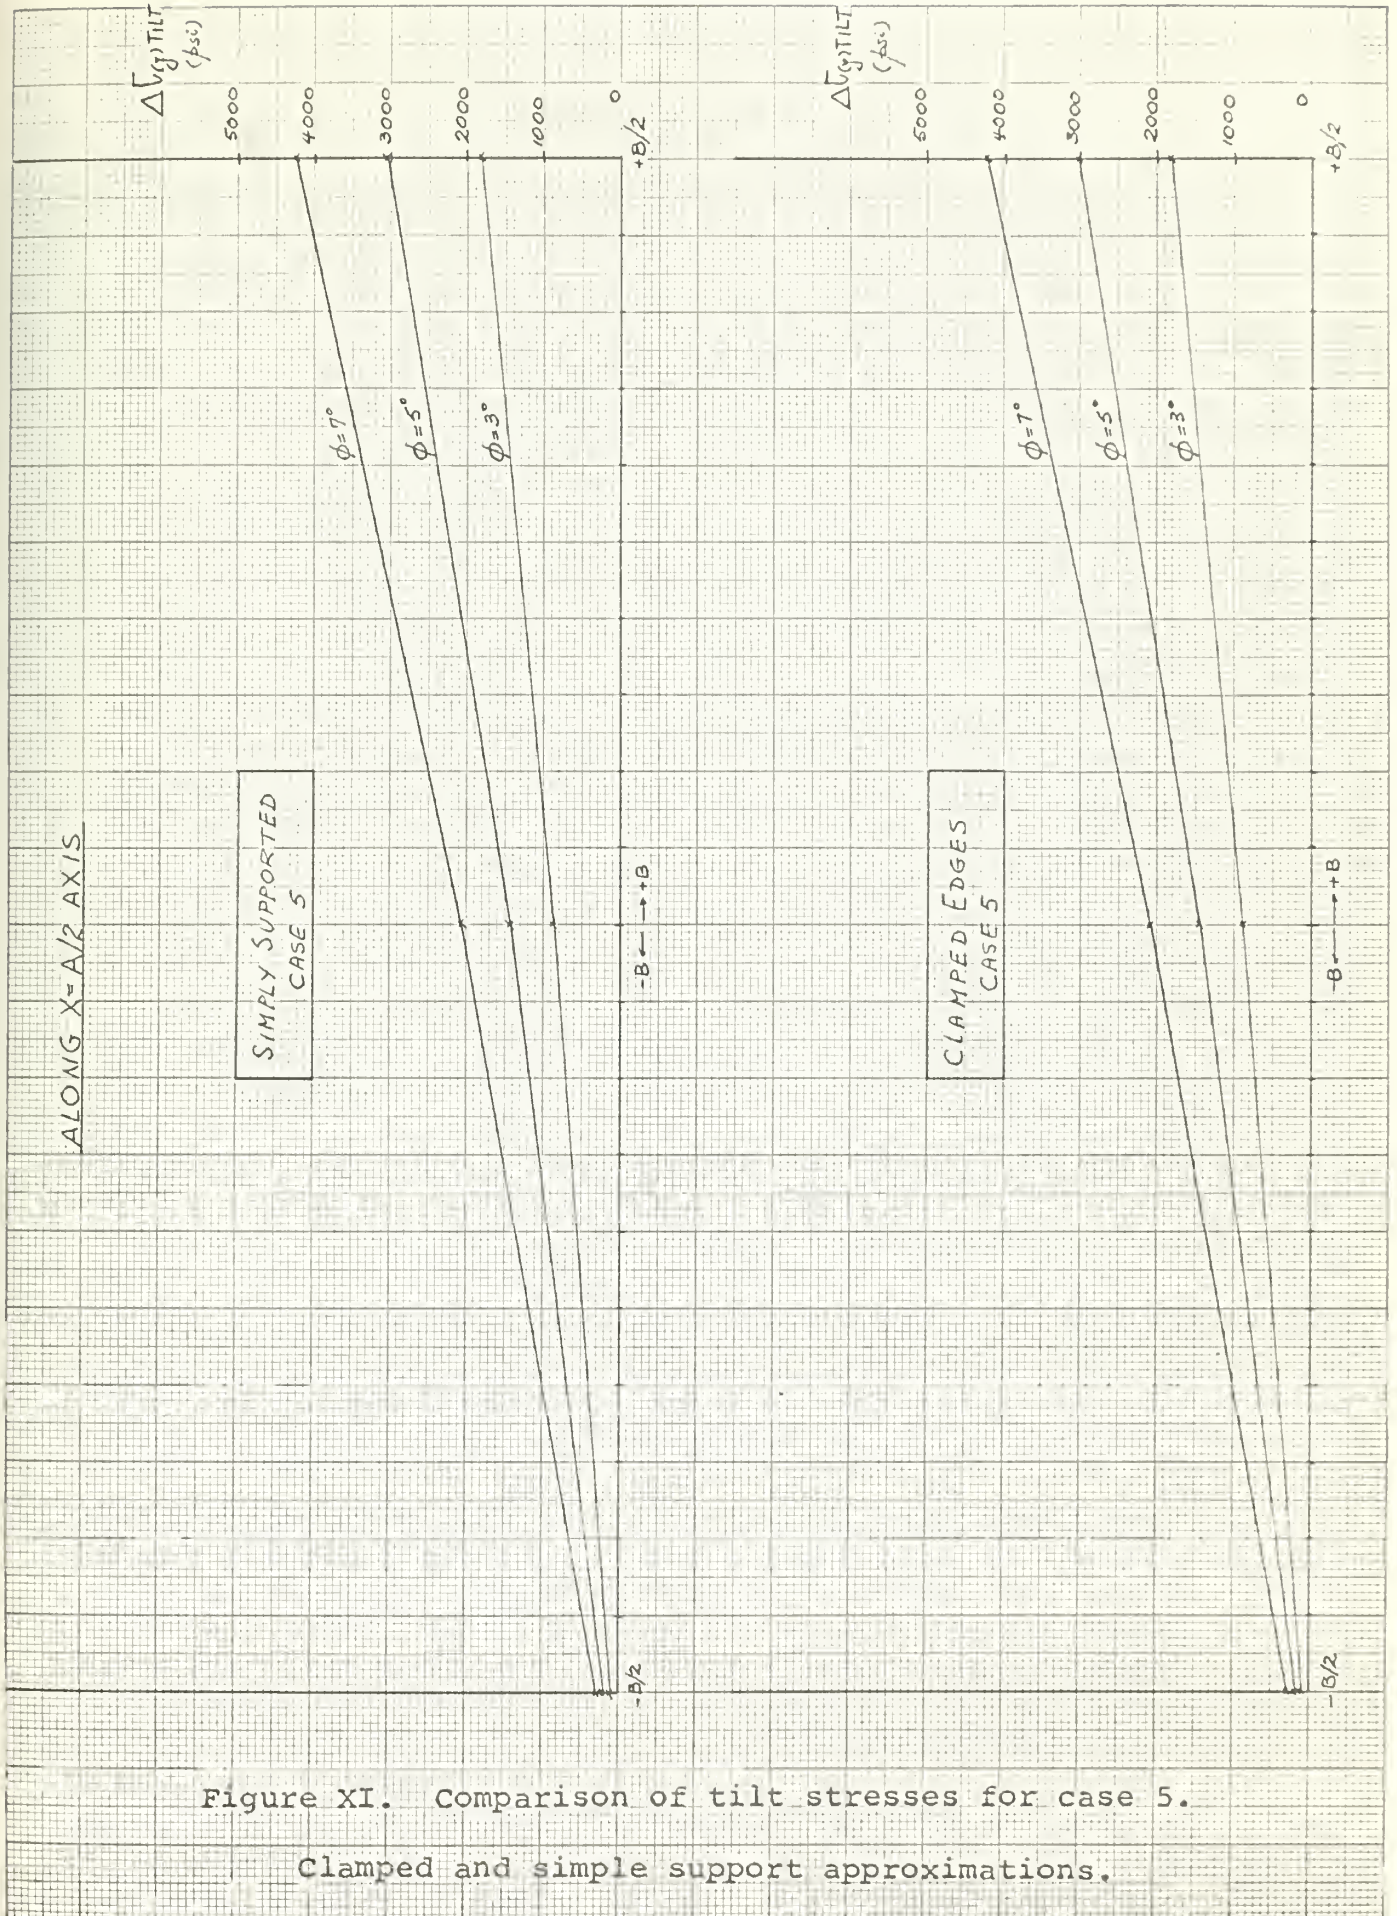 ALONG X=A/2 AXIS
Δσ(y)TILT
(psi)
5000
4000
3000
2000
1000
0
+B/2
φ=7°
φ=5°
φ=3°
SIMPLY SUPPORTED
CASE 5
-B ← → +B
-B/2
Δσ(y)TILT
(psi)
5000
4000
3000
2000
1000
0
+B/2
φ=7°
φ=5°
φ=3°
CLAMPED EDGES
CASE 5
-B ← → +B
-B/2
Figure XI. Comparison of tilt stresses for case 5.
Clamped and simple support approximations.